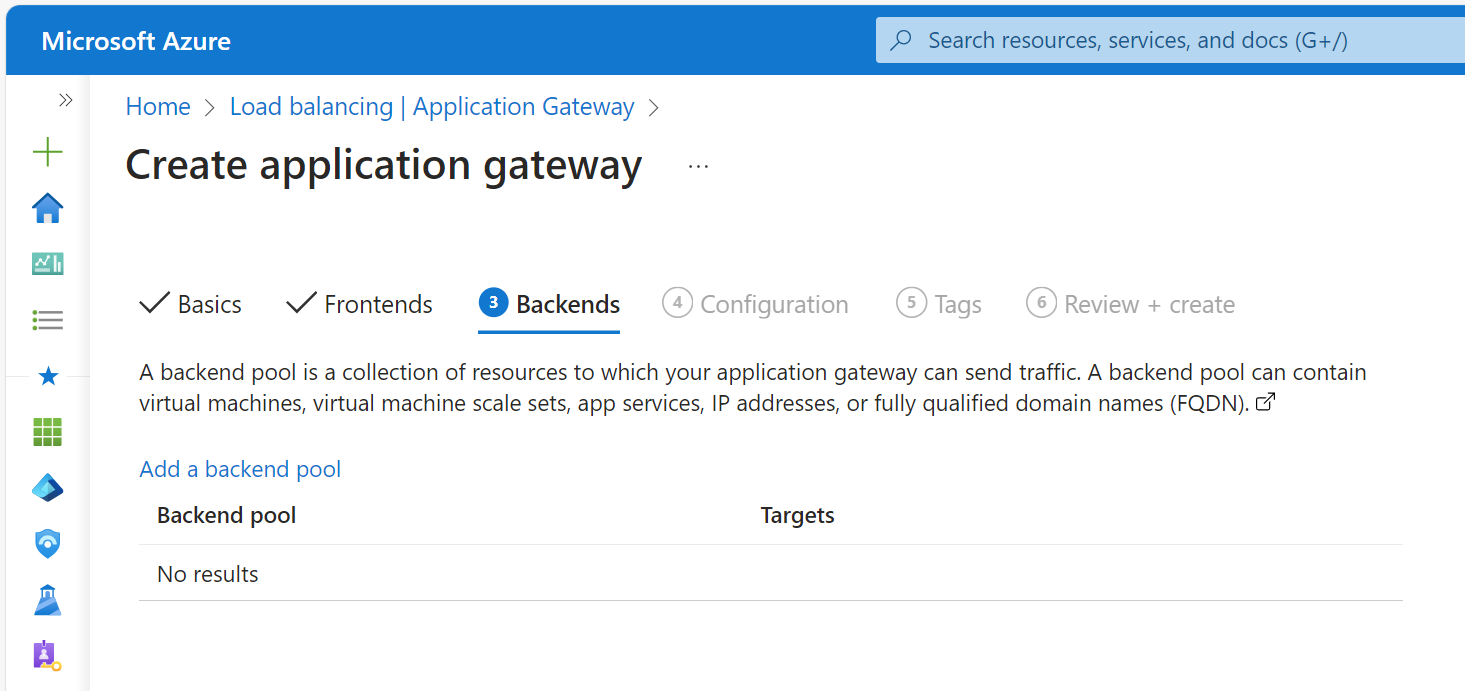 Microsoft Azure
Search resources, services, and docs (G+/)
Home > Load balancing | Application Gateway >
Create application gateway ...
Basics Frontends 3 Backends 4 Configuration 5 Tags 6 Review + create
A backend pool is a collection of resources to which your application gateway can send traffic. A backend pool can contain
virtual machines, virtual machine scale sets, app services, IP addresses, or fully qualified domain names (FQDN).
Add a backend pool
Backend pool Targets
No results